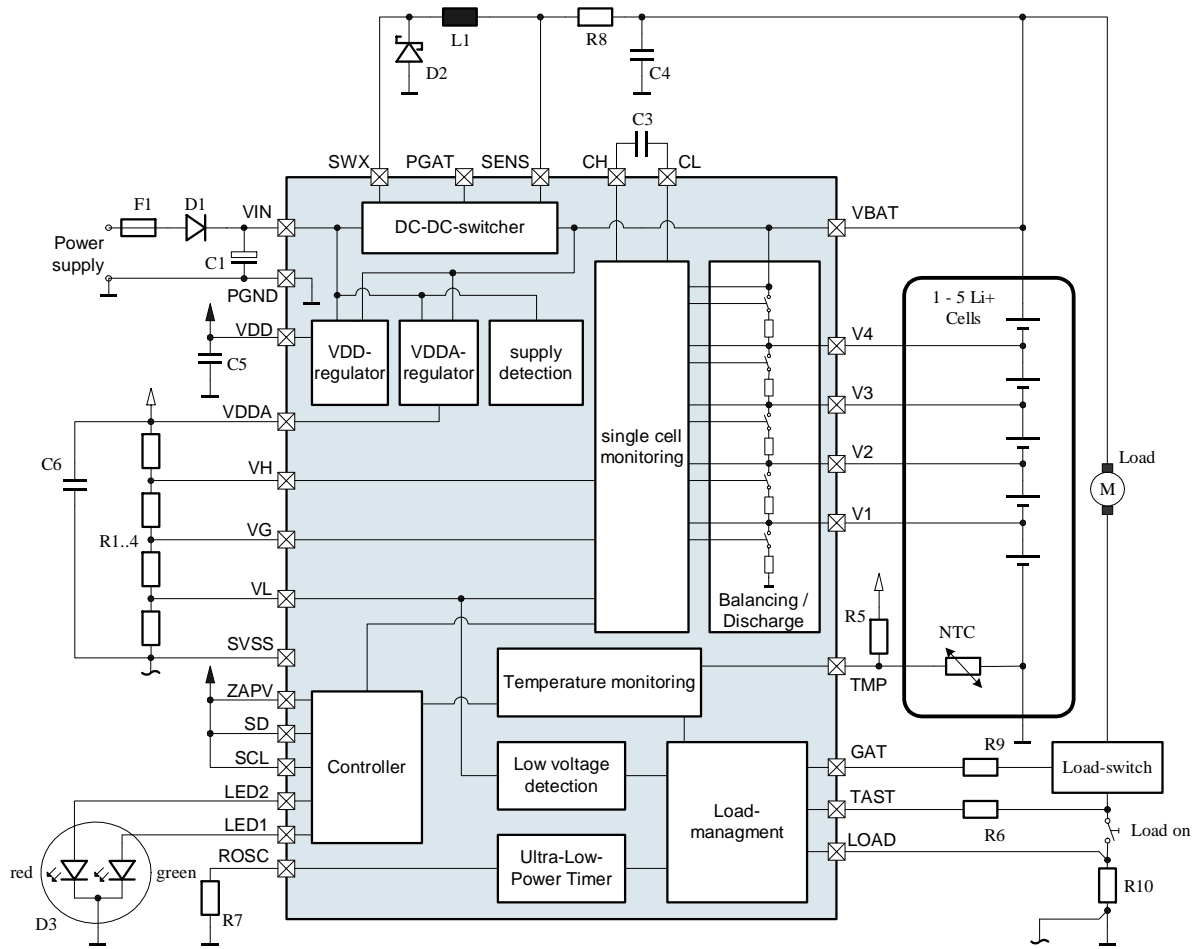 L1
R8
D2
C4
C3
SWX
PGAT
SENS
CH
CL
F1
D1
VIN
DC-DC-switcher
VBAT
Power
supply
C1
PGND
1 - 5 Li+
Cells
VDD
C5
VDD-
regulator
VDDA-
regulator
supply
detection
V4
VDDA
V3
single cell
monitoring
C6
VH
V2
Load
M
VG
V1
R1..4
VL
Balancing /
Discharge
R5
NTC
SVSS
Temperature monitoring
TMP
ZAPV
SD
SCL
Controller
Low voltage
detection
Load-
managment
GAT
R9
Load-switch
LED2
TAST
R6
Load on
LED1
LOAD
ROSC
Ultra-Low-
Power Timer
R10
red
green
D3
R7